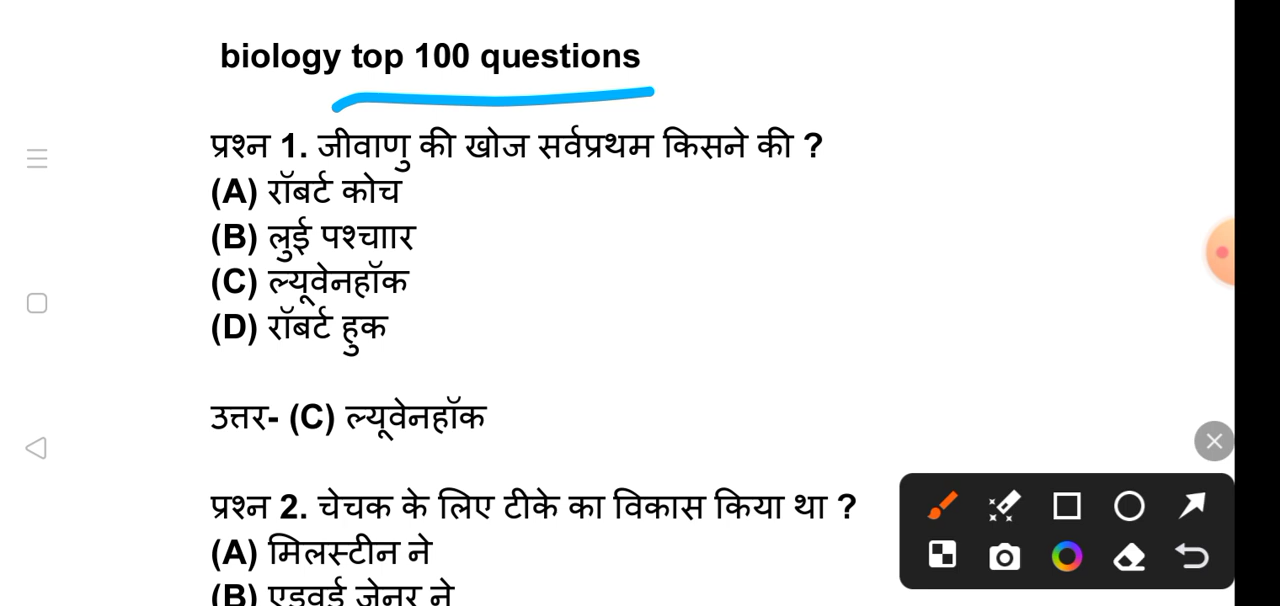 biology top 100 questions
प्रश्न 1. जीवाणु की खोज सर्वप्रथम किसने की ?
(A) रॉबर्ट कोच
(B) लुई पश्चाार
(C) ल्यूवेनहॉक
(D) रॉबर्ट हुक
उत्तर- (C) ल्यूवेनहॉक
प्रश्न 2. चेचक के लिए टीके का विकास किया था ?
(A) मिलस्टीन ने
(B) एडवर्ड जेनर ने